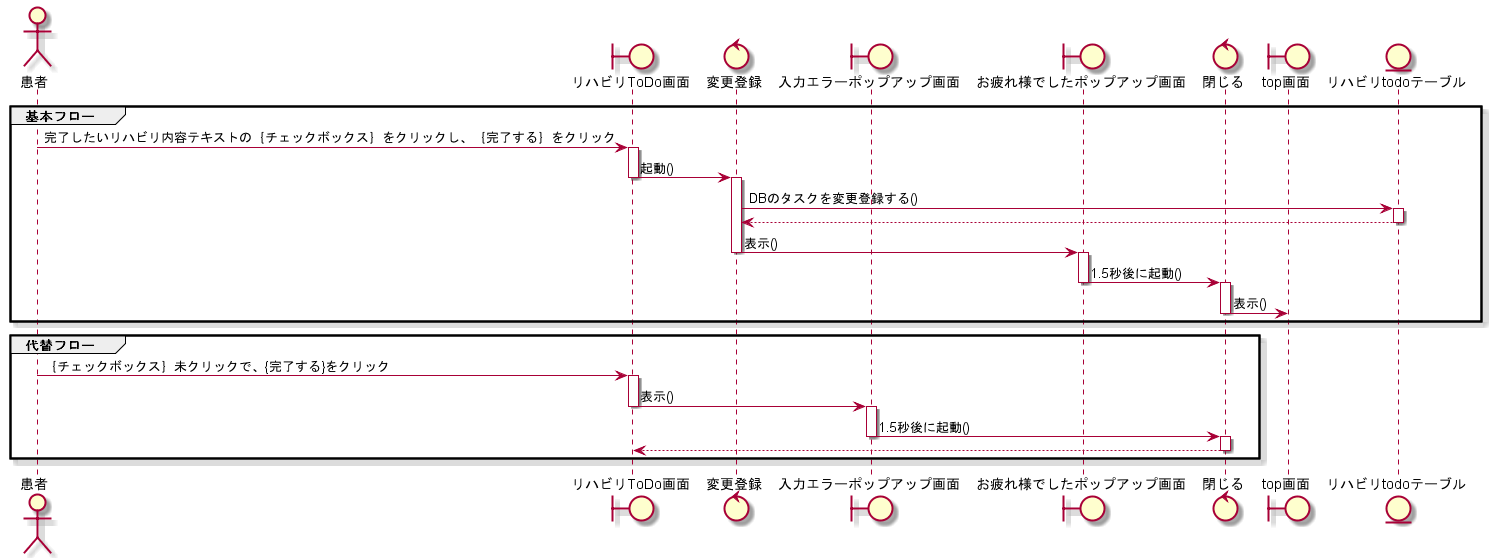 患者
リハビリToDo画面
変更登録
入力エラーポップアップ画面
お疲れ様でしたポップアップ画面
閉じる
top画面
リハビリtodoテーブル
基本フロー
完了したいリハビリ内容テキストの｛チェックボックス｝をクリックし、｛完了する｝をクリック
起動()
DBのタスクを変更登録する()
表示()
1.5秒後に起動()
表示()
代替フロー
｛チェックボックス｝未クリックで、{完了する}をクリック
表示()
1.5秒後に起動()
患者
リハビリToDo画面
変更登録
入力エラーポップアップ画面
お疲れ様でしたポップアップ画面
閉じる
top画面
リハビリtodoテーブル